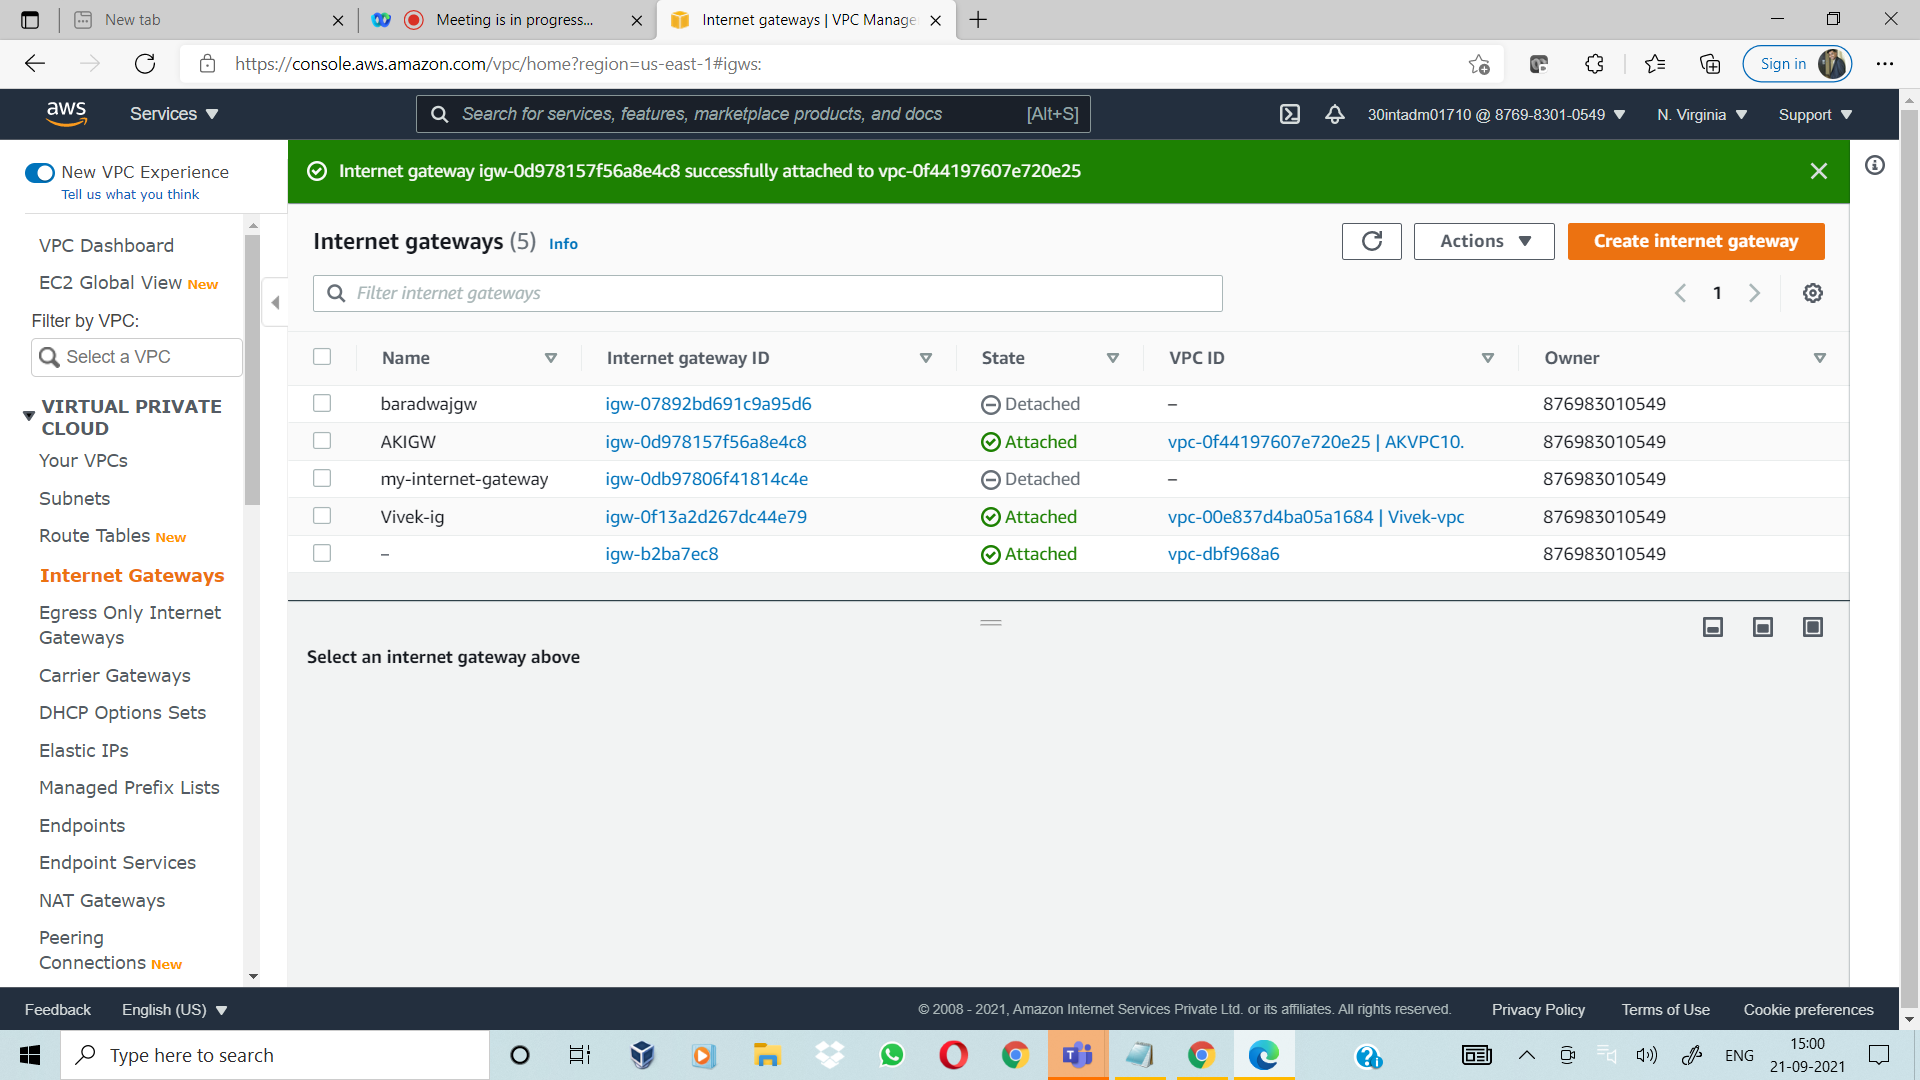 New tab
Meeting is in progress...
Internet gateways | VPC Manage
https://console.aws.amazon.com/vpc/home?region=us-east-1#igws:
Sign in
aws
Services
Search for services, features, marketplace products, and docs
[Alt+S]
30intadm01710 @ 8769-8301-0549
N. Virginia
Support
New VPC Experience
Tell us what you think
Internet gateway igw-0d978157f56a8e4c8 successfully attached to vpc-0f44197607e720e25
VPC Dashboard
EC2 Global View New
Filter by VPC:
Select a VPC
VIRTUAL PRIVATE
CLOUD
Your VPCs
Subnets
Route Tables New
Internet Gateways
Egress Only Internet
Gateways
Carrier Gateways
DHCP Options Sets
Elastic IPs
Managed Prefix Lists
Endpoints
Endpoint Services
NAT Gateways
Peering
Connections New
Internet gateways (5) Info
Actions
Create internet gateway
Filter internet gateways
1
Name Internet gateway ID State VPC ID Owner
baradwajgw igw-07892bd691c9a95d6 Detached – 876983010549
AKIGW igw-0d978157f56a8e4c8 Attached vpc-0f44197607e720e25 | AKVPC10. 876983010549
my-internet-gateway igw-0db97806f41814c4e Detached – 876983010549
Vivek-ig igw-0f13a2d267dc44e79 Attached vpc-00e837d4ba05a1684 | Vivek-vpc 876983010549
– igw-b2ba7ec8 Attached vpc-dbf968a6 876983010549
Select an internet gateway above
Feedback
English (US)
© 2008 - 2021, Amazon Internet Services Private Ltd. or its affiliates. All rights reserved.
Privacy Policy
Terms of Use
Cookie preferences
Type here to search
ENG
15:00
21-09-2021